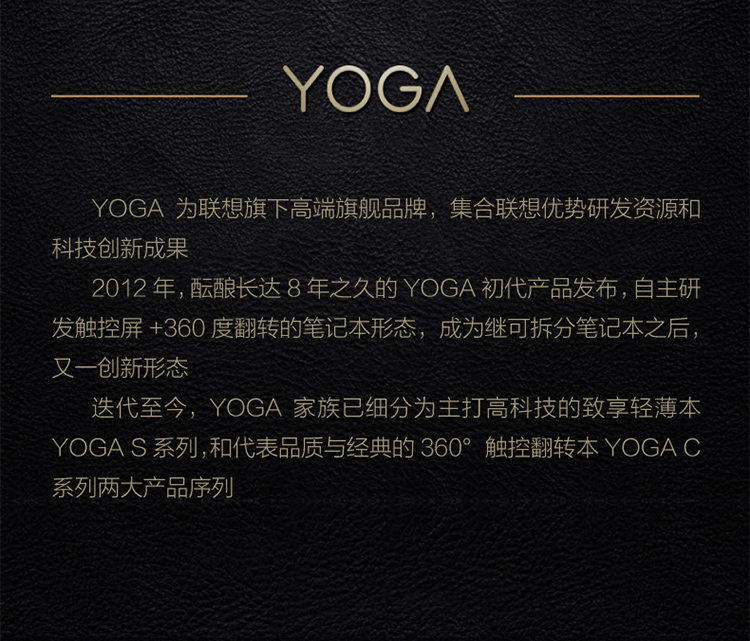 YOGA
YOGA 为联想旗下高端旗舰品牌，集合联想优势研发资源和
科技创新成果
2012 年，酝酿长达 8 年之久的 YOGA 初代产品发布，自主研
发触控屏 +360 度翻转的笔记本形态，成为继可拆分笔记本之后，
又一创新形态
迭代至今，YOGA 家族已细分为主打高科技的致享轻薄本
YOGA S 系列，和代表品质与经典的 360° 触控翻转本 YOGA C
系列两大产品序列